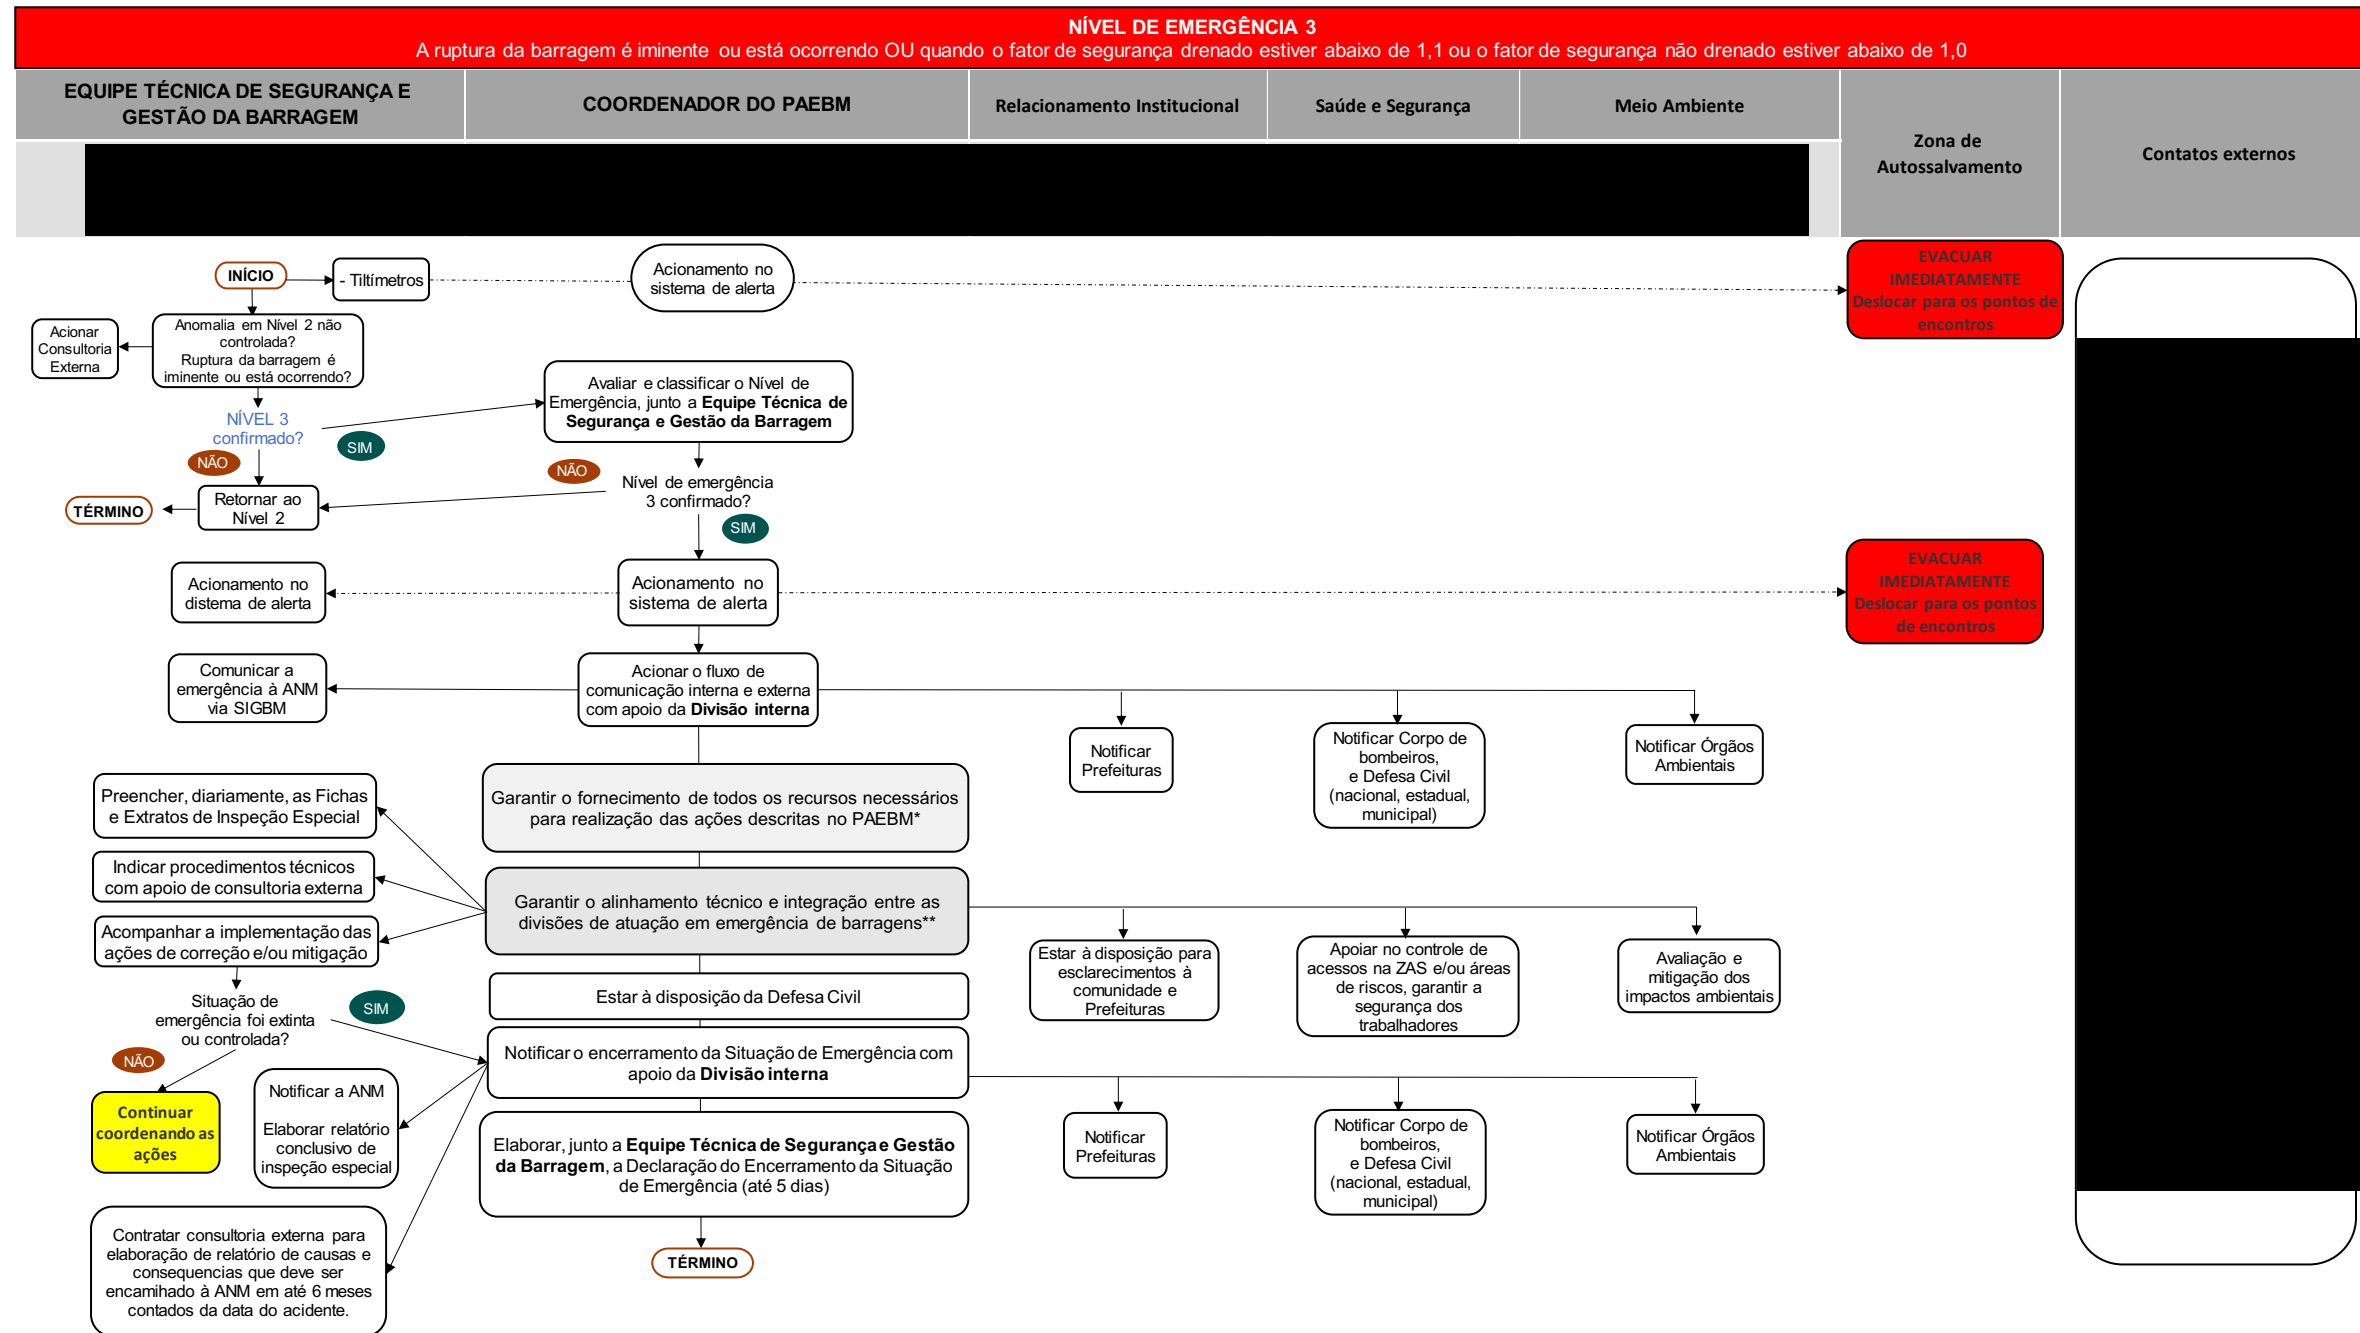 NÍVEL DE EMERGÊNCIA 3
A ruptura da barragem é iminente ou está ocorrendo OU quando o fator de segurança drenado estiver abaixo de 1,1 ou o fator de segurança não drenado estiver abaixo de 1,0
EQUIPE TÉCNICA DE SEGURANÇA E
GESTÃO DA BARRAGEM
COORDENADOR DO PAEBM
Relacionamento Institucional
Saúde e Segurança
Meio Ambiente
Zona de
Autossalvamento
Contatos externos
INÍCIO
- Tiltímetros
Acionamento no
sistema de alerta
EVACUAR
IMEDIATAMENTE
Deslocar para os pontos de
encontros
Acionar
Consultoria
Externa
Anomalia em Nível 2 não
controlada?
Ruptura da barragem é
iminente ou está ocorrendo?
Avaliar e classificar o Nível de
Emergência, junto a Equipe Técnica de
Segurança e Gestão da Barragem
NÍVEL 3
confirmado?
SIM
NÃO
NÃO
Nível de emergência
3 confirmado?
Retornar ao
Nível 2
TÉRMINO
SIM
Acionamento no
distema de alerta
Acionamento no
sistema de alerta
EVACUAR
IMEDIATAMENTE
Deslocar para os pontos
de encontros
Comunicar a
emergência à ANM
via SIGBM
Acionar o fluxo de
comunicação interna e externa
com apoio da Divisão interna
Notificar
Prefeituras
Notificar Corpo de
bombeiros,
e Defesa Civil
(nacional, estadual,
municipal)
Notificar Órgãos
Ambientais
Preencher, diariamente, as Fichas
e Extratos de Inspeção Especial
Garantir o fornecimento de todos os recursos necessários
para realização das ações descritas no PAEBM*
Indicar procedimentos técnicos
com apoio de consultoria externa
Garantir o alinhamento técnico e integração entre as
divisões de atuação em emergência de barragens**
Acompanhar a implementação das
ações de correção e/ou mitigação
Estar à disposição para
esclarecimentos à
comunidade e
Prefeituras
Apoiar no controle de
acessos na ZAS e/ou áreas
de riscos, garantir a
segurança dos
trabalhadores
Avaliação e
mitigação dos
impactos ambientais
Situação de
emergência foi extinta
ou controlada?
SIM
Estar à disposição da Defesa Civil
NÃO
Notificar o encerramento da Situação de Emergência com
apoio da Divisão interna
Continuar
coordenando as
ações
Notificar a ANM
Elaborar relatório
conclusivo de
inspeção especial
Elaborar, junto a Equipe Técnica de Segurança e Gestão
da Barragem, a Declaração do Encerramento da Situação
de Emergência (até 5 dias)
Notificar
Prefeituras
Notificar Corpo de
bombeiros,
e Defesa Civil
(nacional, estadual,
municipal)
Notificar Órgãos
Ambientais
Contratar consultoria externa para
elaboração de relatório de causas e
consequencias que deve ser
encamihado à ANM em até 6 meses
contados da data do acidente.
TÉRMINO